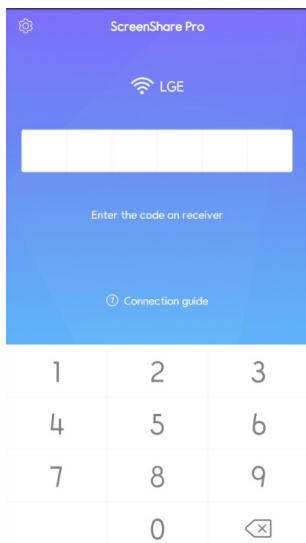 ScreenShare Pro
LGE
Enter the code on receiver
? Connection guide
1 2 3
4 5 6
7 8 9
0